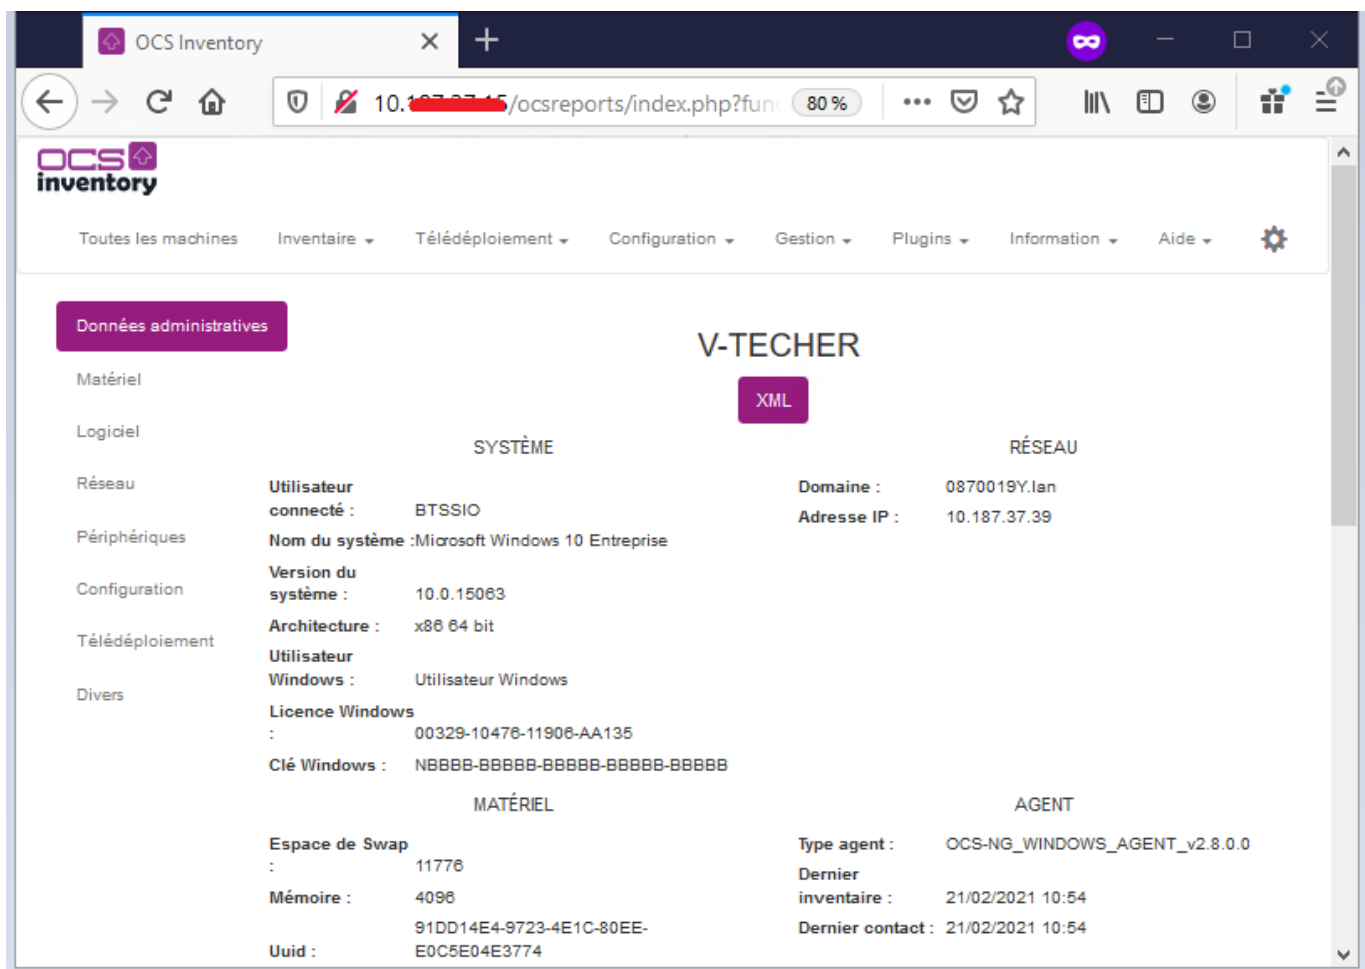 OCS Inventory
10.1 /ocsreports/index.php?fun 80 %
OCS
inventory
Toutes les machines Inventaire Télédéploiement Configuration Gestion Plugins Information Aide
Données administratives
Matériel
Logiciel
Réseau
Périphériques
Configuration
Télédéploiement
Divers
V-TECHER
XML
SYSTÈME
Utilisateur
connecté : BTSSIO
Nom du système :Microsoft Windows 10 Entreprise
Version du
système : 10.0.15063
Architecture : x86 64 bit
Utilisateur
Windows : Utilisateur Windows
Licence Windows
: 00329-10476-11906-AA135
Clé Windows : NBBBB-BBBBB-BBBBB-BBBBB-BBBBB
RÉSEAU
Domaine : 0870019Y.lan
Adresse IP : 10.187.37.39
MATÉRIEL
Espace de Swap
: 11776
Mémoire : 4096
91DD14E4-9723-4E1C-80EE-
Uuid : E0C5E04E3774
AGENT
Type agent : OCS-NG_WINDOWS_AGENT_v2.8.0.0
Dernier
inventaire : 21/02/2021 10:54
Dernier contact : 21/02/2021 10:54